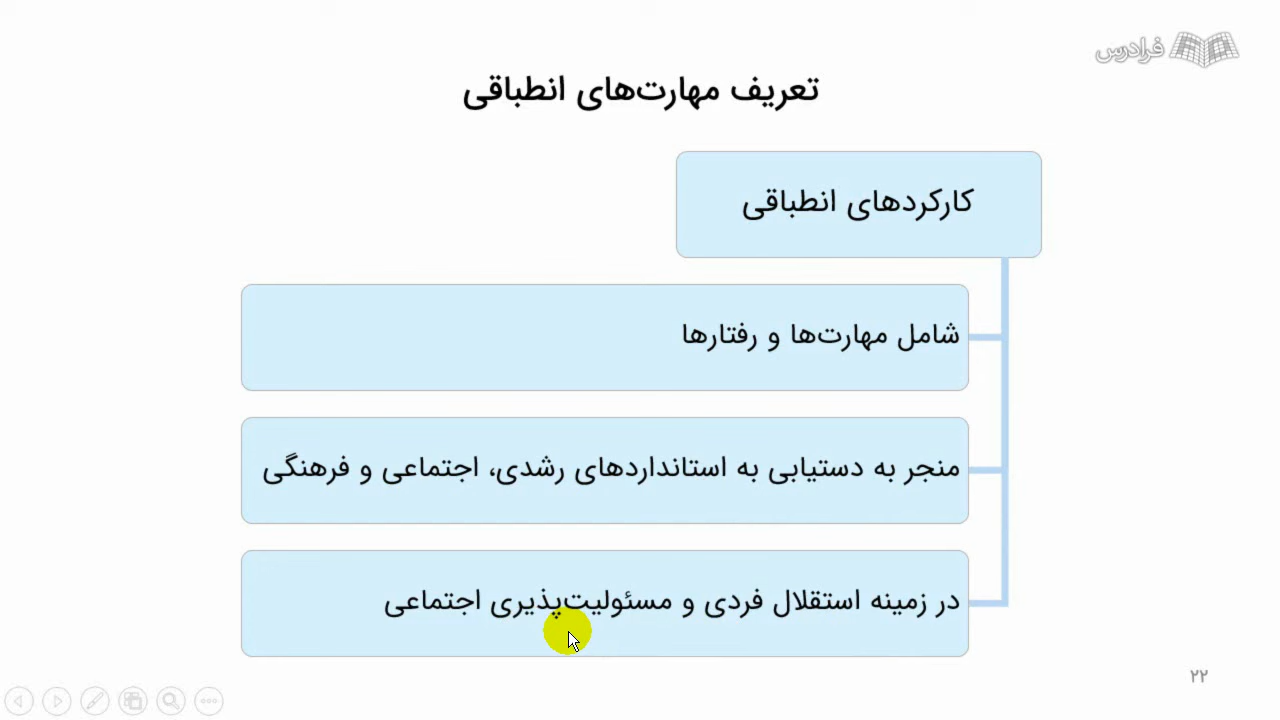 فرادرس
تعریف مهارت‌های انطباقی
کارکردهای انطباقی
شامل مهارت‌ها و رفتارها
منجر به دستیابی به استانداردهای رشدی، اجتماعی و فرهنگی
در زمینه استقلال فردی و مسئولیت‌پذیری اجتماعی
۲۲